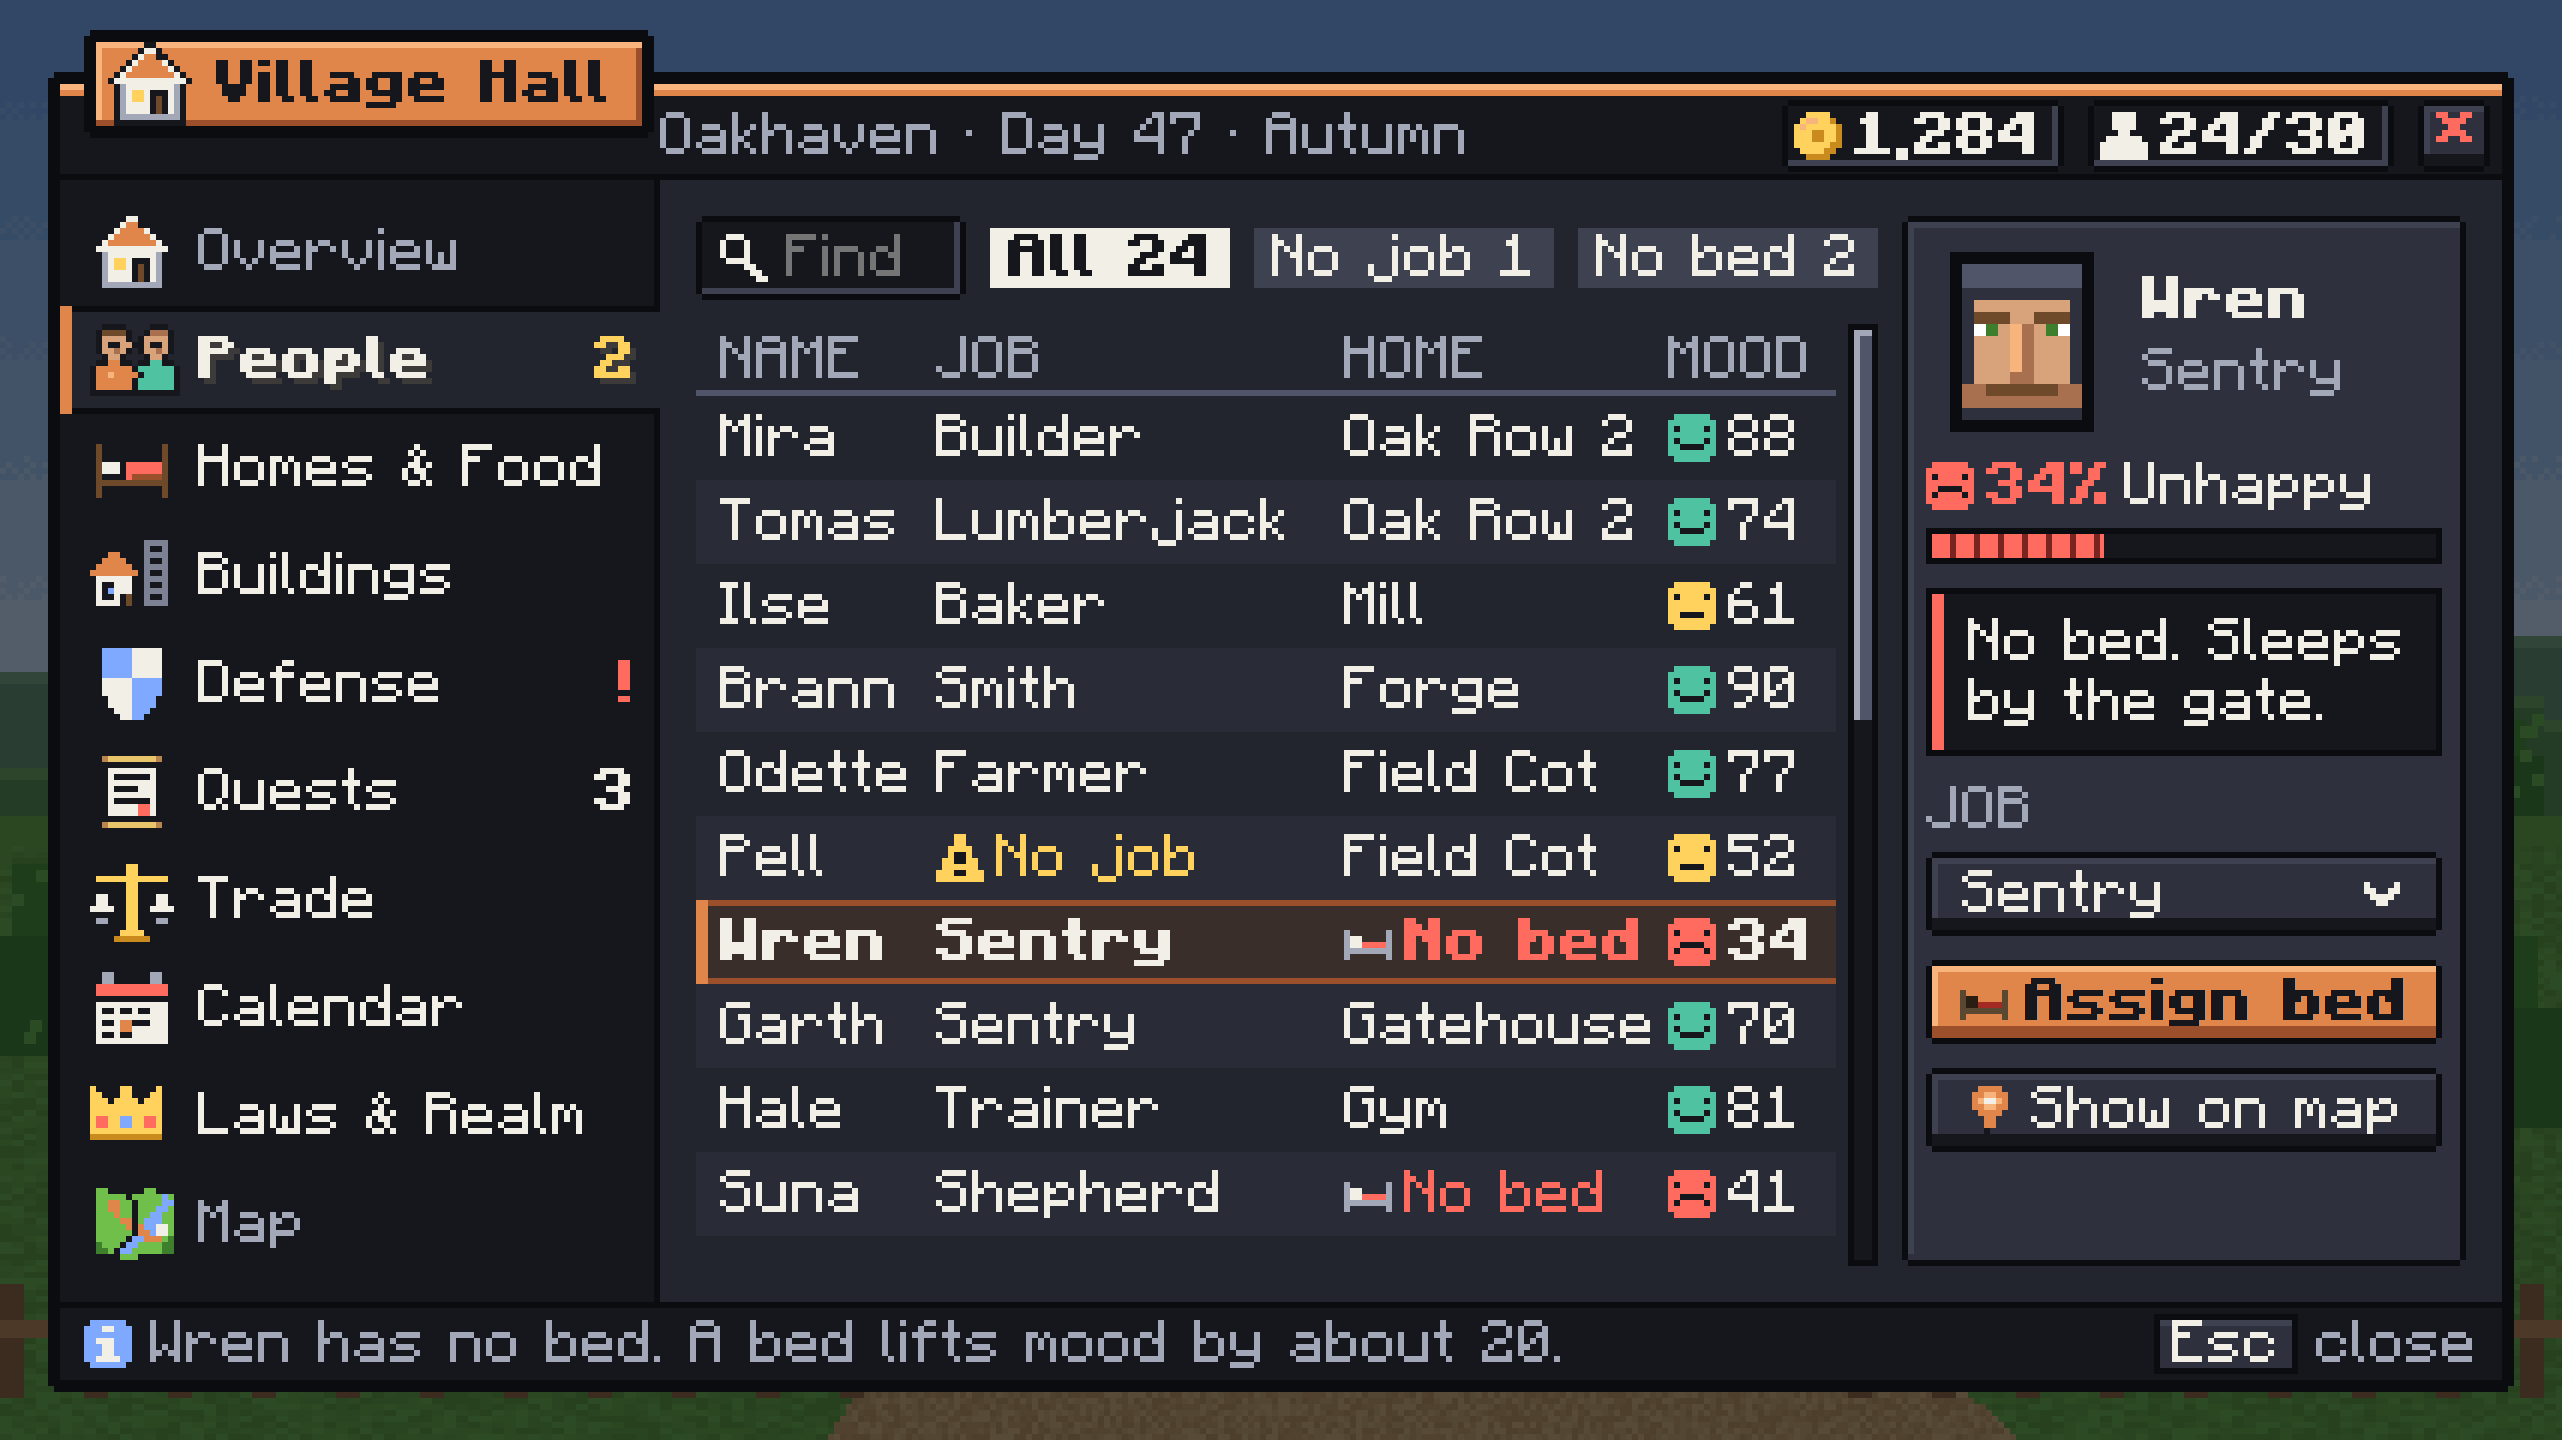 Village Hall
Oakhaven · Day 47 · Autumn
1,284
24/30
Overview
People 2
Homes & Food
Buildings
Defense !
Quests 3
Trade
Calendar
Laws & Realm
Map
Find
All 24
No job 1
No bed 2
NAME JOB HOME MOOD
Mira Builder Oak Row 2 88
Tomas Lumberjack Oak Row 2 74
Ilse Baker Mill 61
Brann Smith Forge 90
Odette Farmer Field Cot 77
Pell No job Field Cot 52
Wren Sentry No bed 34
Garth Sentry Gatehouse 70
Hale Trainer Gym 81
Suna Shepherd No bed 41
Wren
Sentry
34% Unhappy
No bed. Sleeps
by the gate.
JOB
Sentry
Assign bed
Show on map
Wren has no bed. A bed lifts mood by about 20.
Esc close